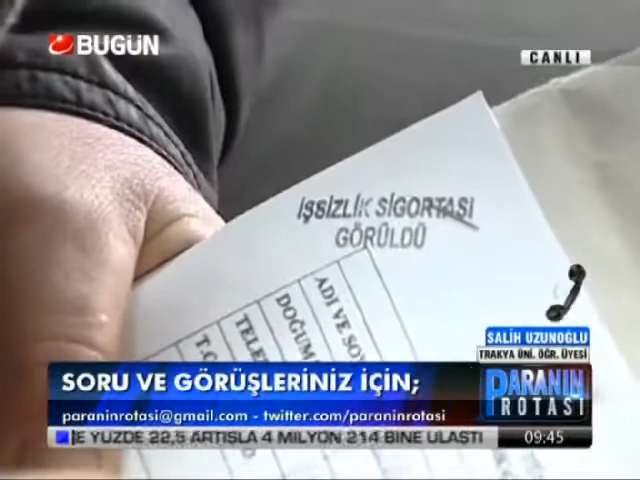 BUGÜN
CANLI
İŞSİZLİK SİGORTASI
GÖRÜLDÜ
ADI VE
DOĞUM
T.C
SALİH UZUNOĞLU
TRAKYA ÜNİ. ÖĞR. ÜYESİ
SORU VE GÖRÜŞLERİNİZ İÇİN;
paraninrotasi@gmail.com - twitter.com/paraninrotasi
PARANIN
ROTASI
E YÜZDE 22,5 ARTIŞLA 4 MİLYON 214 BİNE ULAŞTI
09:45